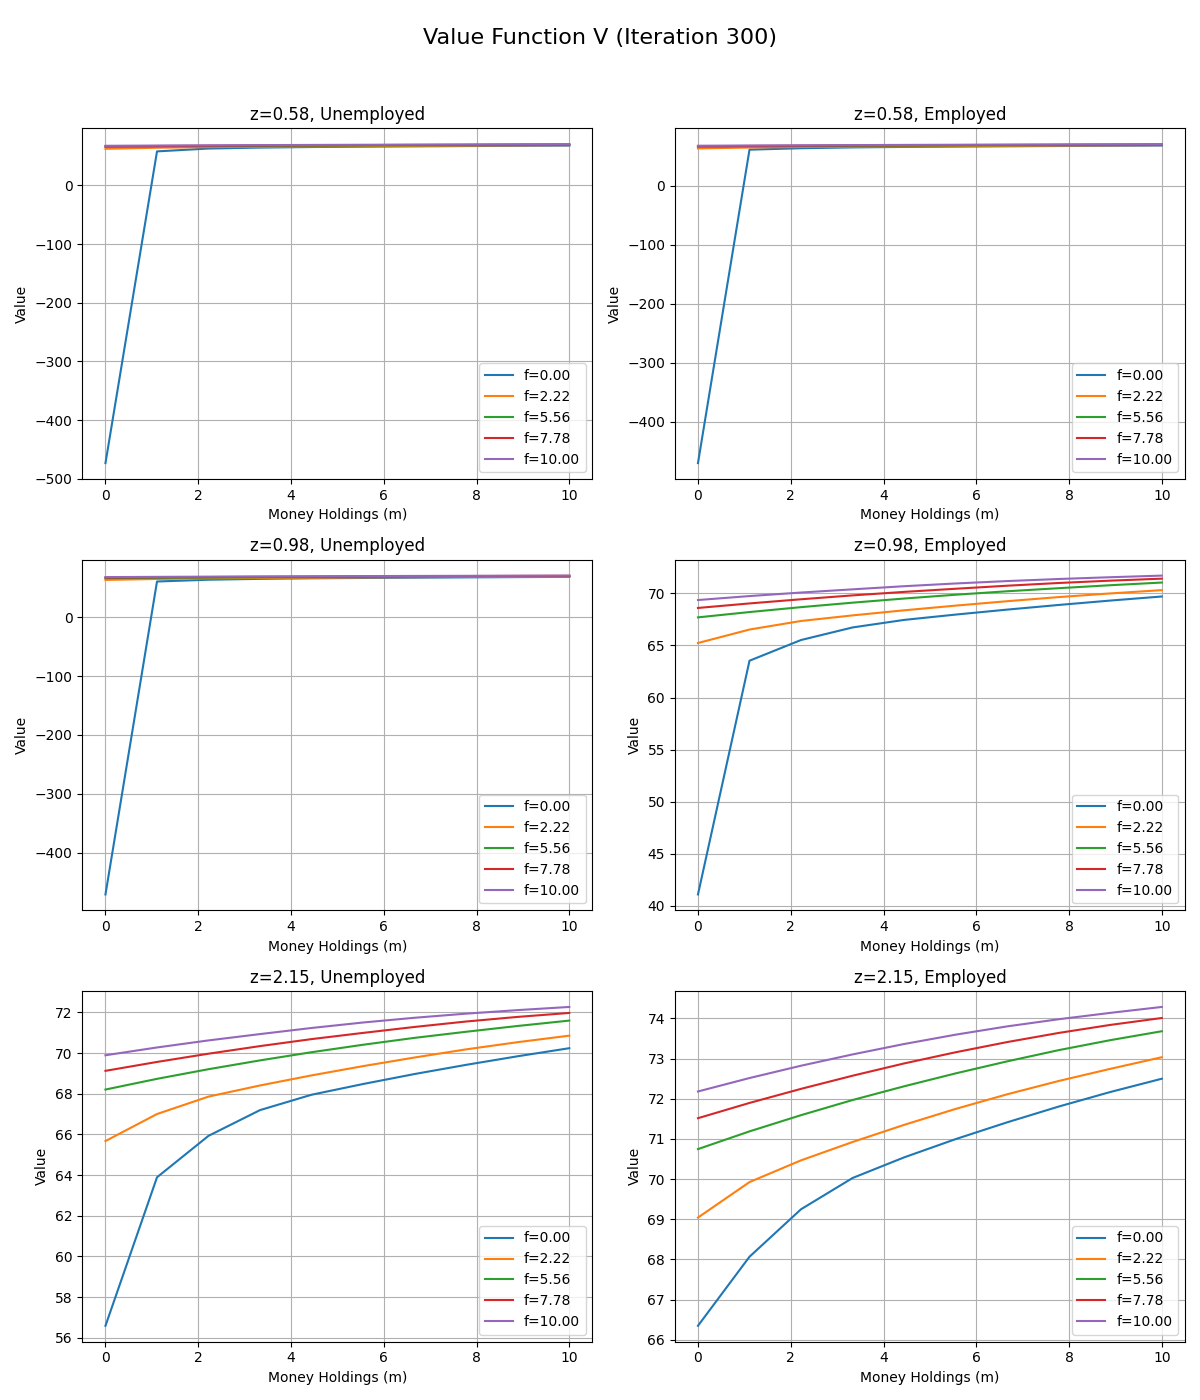 Value Function V (Iteration 300)
z=0.58, Unemployed
Value
0
−100
−200
−300
−400
−500
0 2 4 6 8 10
Money Holdings (m)
f=0.00
f=2.22
f=5.56
f=7.78
f=10.00
z=0.58, Employed
Value
0
−100
−200
−300
−400
0 2 4 6 8 10
Money Holdings (m)
f=0.00
f=2.22
f=5.56
f=7.78
f=10.00
z=0.98, Unemployed
Value
0
−100
−200
−300
−400
0 2 4 6 8 10
Money Holdings (m)
f=0.00
f=2.22
f=5.56
f=7.78
f=10.00
z=0.98, Employed
Value
70
65
60
55
50
45
40
0 2 4 6 8 10
Money Holdings (m)
f=0.00
f=2.22
f=5.56
f=7.78
f=10.00
z=2.15, Unemployed
Value
72
70
68
66
64
62
60
58
56
0 2 4 6 8 10
Money Holdings (m)
f=0.00
f=2.22
f=5.56
f=7.78
f=10.00
z=2.15, Employed
Value
74
73
72
71
70
69
68
67
66
0 2 4 6 8 10
Money Holdings (m)
f=0.00
f=2.22
f=5.56
f=7.78
f=10.00